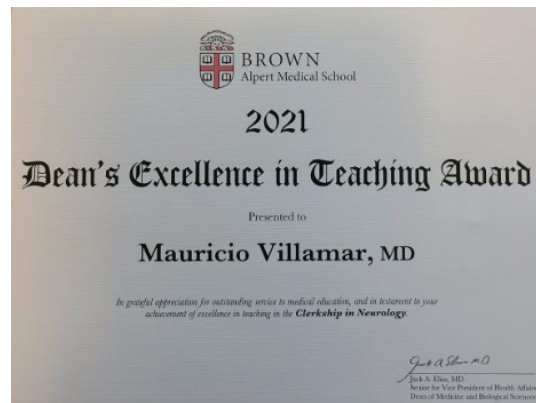 BROWN
Alpert Medical School
2021
Dean's Excellence in Teaching Award
Presented to
Mauricio Villamar, MD
In grateful appreciation for outstanding service to medical education, and in testament to your
achievement of excellence in teaching in the Clerkship in Neurology.
Jack A. Elias, MD
Senior for Vice President of Health Affairs
Dean of Medicine and Biological Sciences